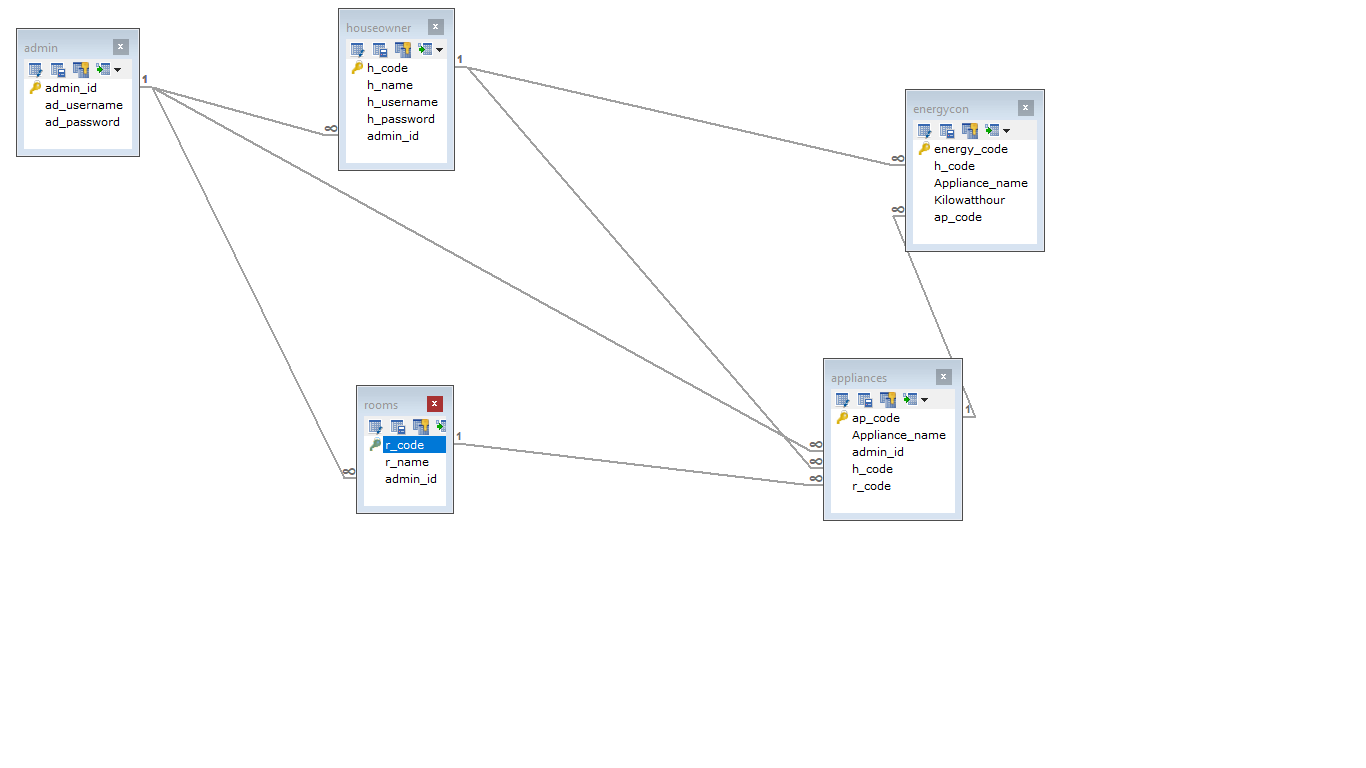 admin
x
admin_id
ad_username
ad_password
1
houseowner
x
h_code
h_name
h_username
h_password
admin_id
1
∞
energycon
x
energy_code
h_code
Appliance_name
Kilowatthour
ap_code
∞
∞
rooms
x
r_code
r_name
admin_id
1
∞
appliances
x
ap_code
Appliance_name
admin_id
h_code
r_code
1
∞
∞
∞